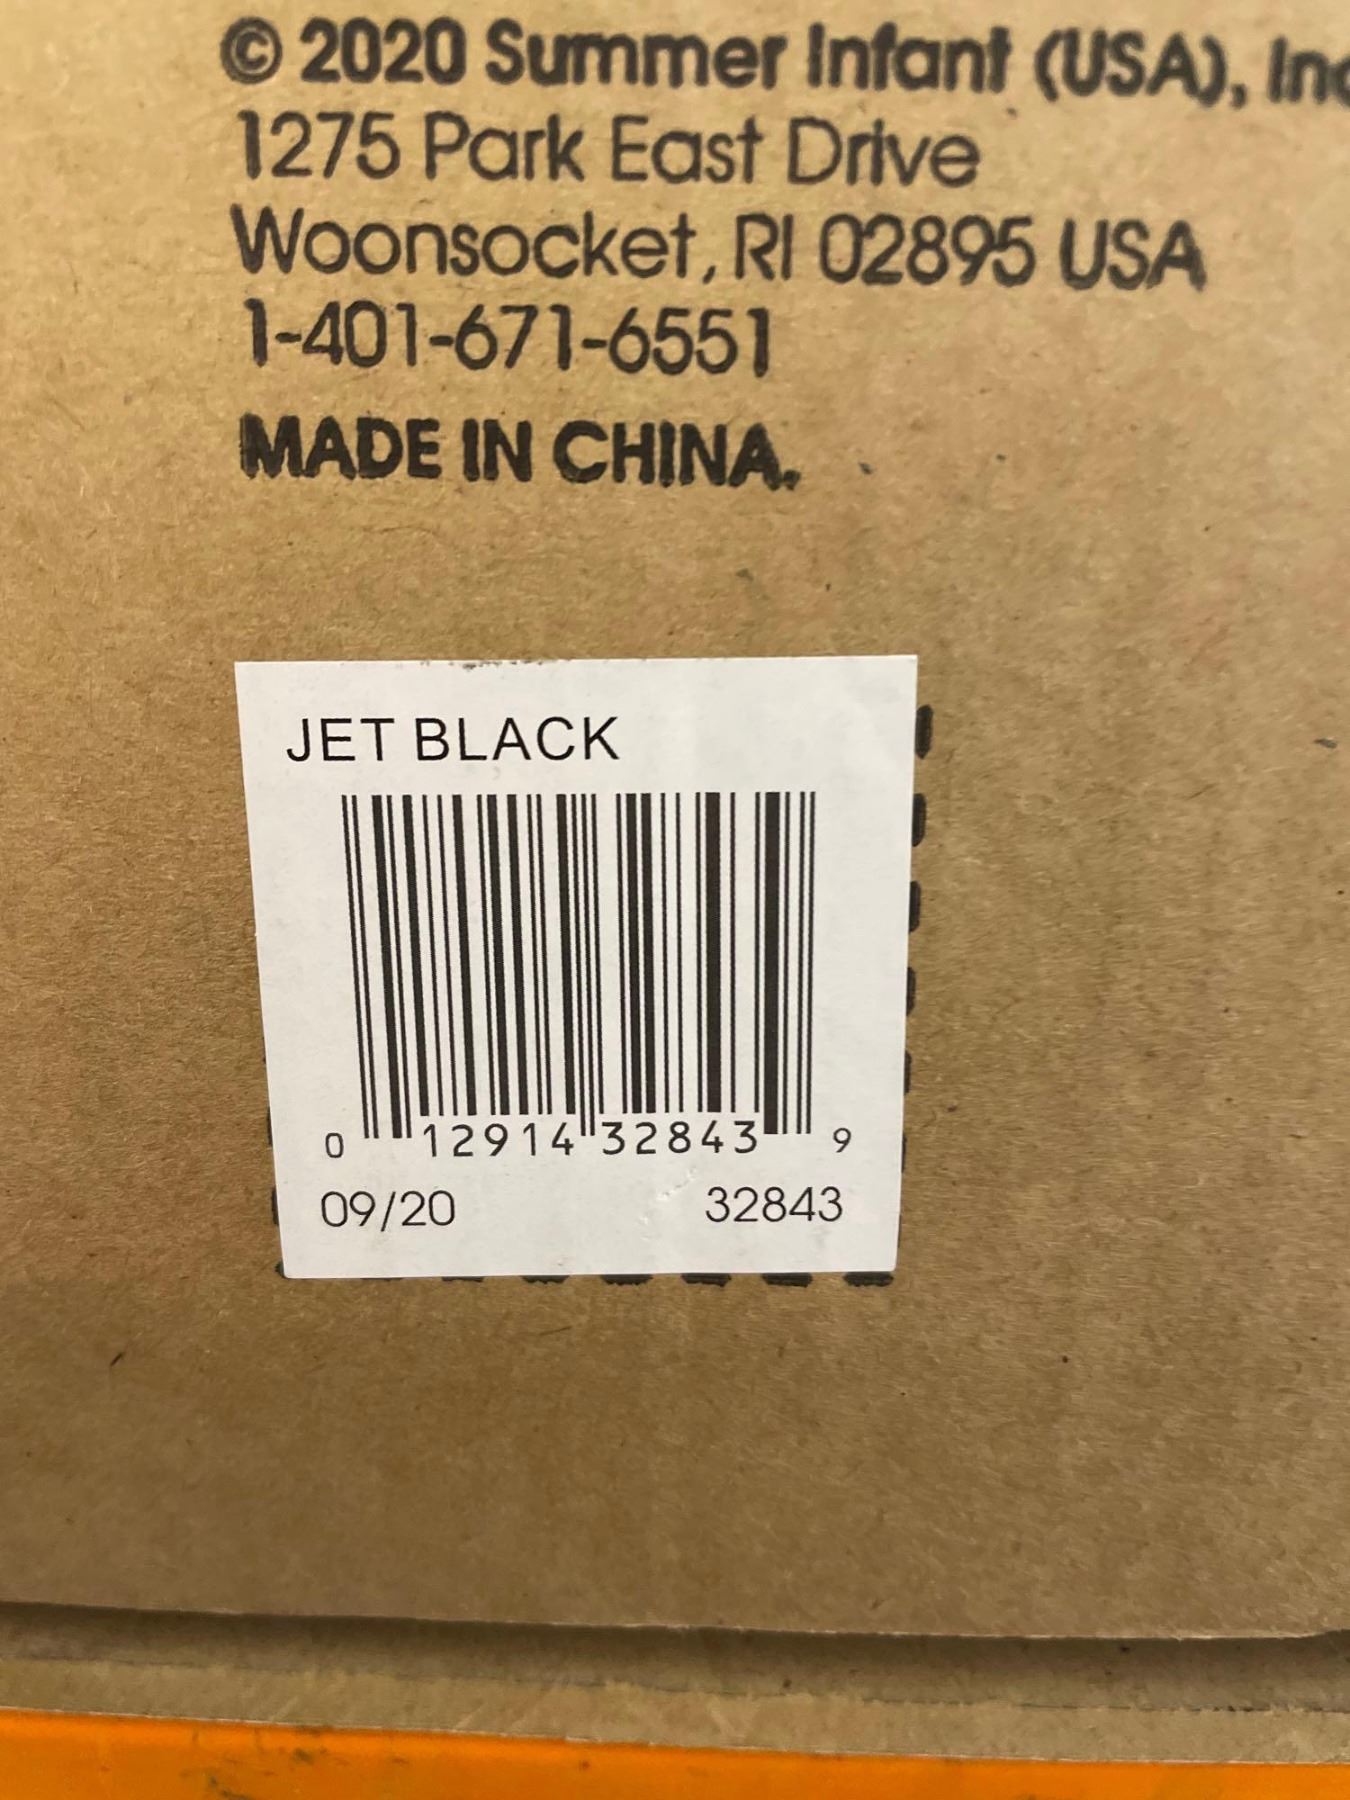 © 2020 Summer Infant (USA), Inc
1275 Park East Drive
Woonsocket, RI 02895 USA
1-401-671-6551
MADE IN CHINA.
JET BLACK
0 12914 32843 9
09/20 32843